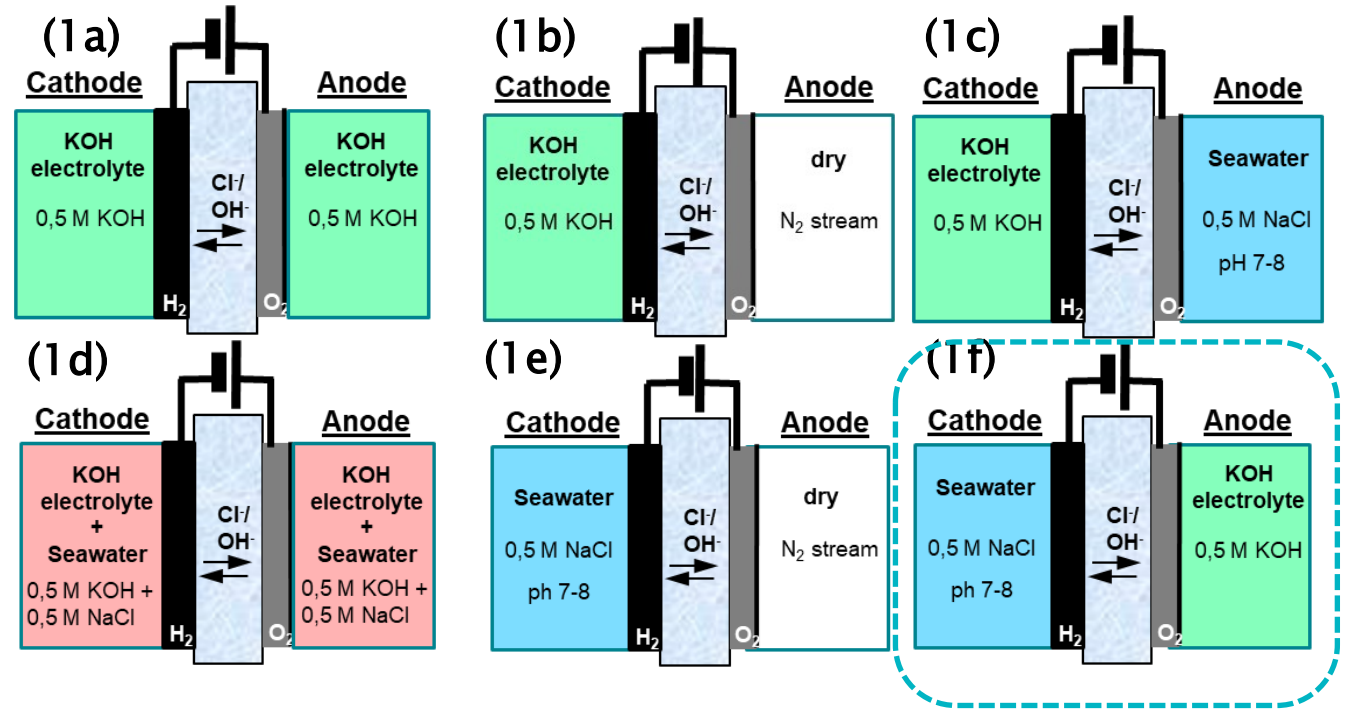 (1a)
Cathode
Anode
KOH
electrolyte
0,5 M KOH
Cl⁻/
OH⁻
KOH
electrolyte
0,5 M KOH
H₂
O₂
(1b)
Cathode
Anode
KOH
electrolyte
0,5 M KOH
Cl⁻/
OH⁻
dry
N₂ stream
H₂
O₂
(1c)
Cathode
Anode
KOH
electrolyte
0,5 M KOH
Cl⁻/
OH⁻
Seawater
0,5 M NaCl
pH 7-8
H₂
O₂
(1d)
Cathode
Anode
KOH
electrolyte
+
Seawater
0,5 M KOH +
0,5 M NaCl
Cl⁻/
OH⁻
KOH
electrolyte
+
Seawater
0,5 M KOH +
0,5 M NaCl
H₂
O₂
(1e)
Cathode
Anode
Seawater
0,5 M NaCl
ph 7-8
Cl⁻/
OH⁻
dry
N₂ stream
H₂
O₂
(1f)
Cathode
Anode
Seawater
0,5 M NaCl
ph 7-8
Cl⁻/
OH⁻
KOH
electrolyte
0,5 M KOH
H₂
O₂